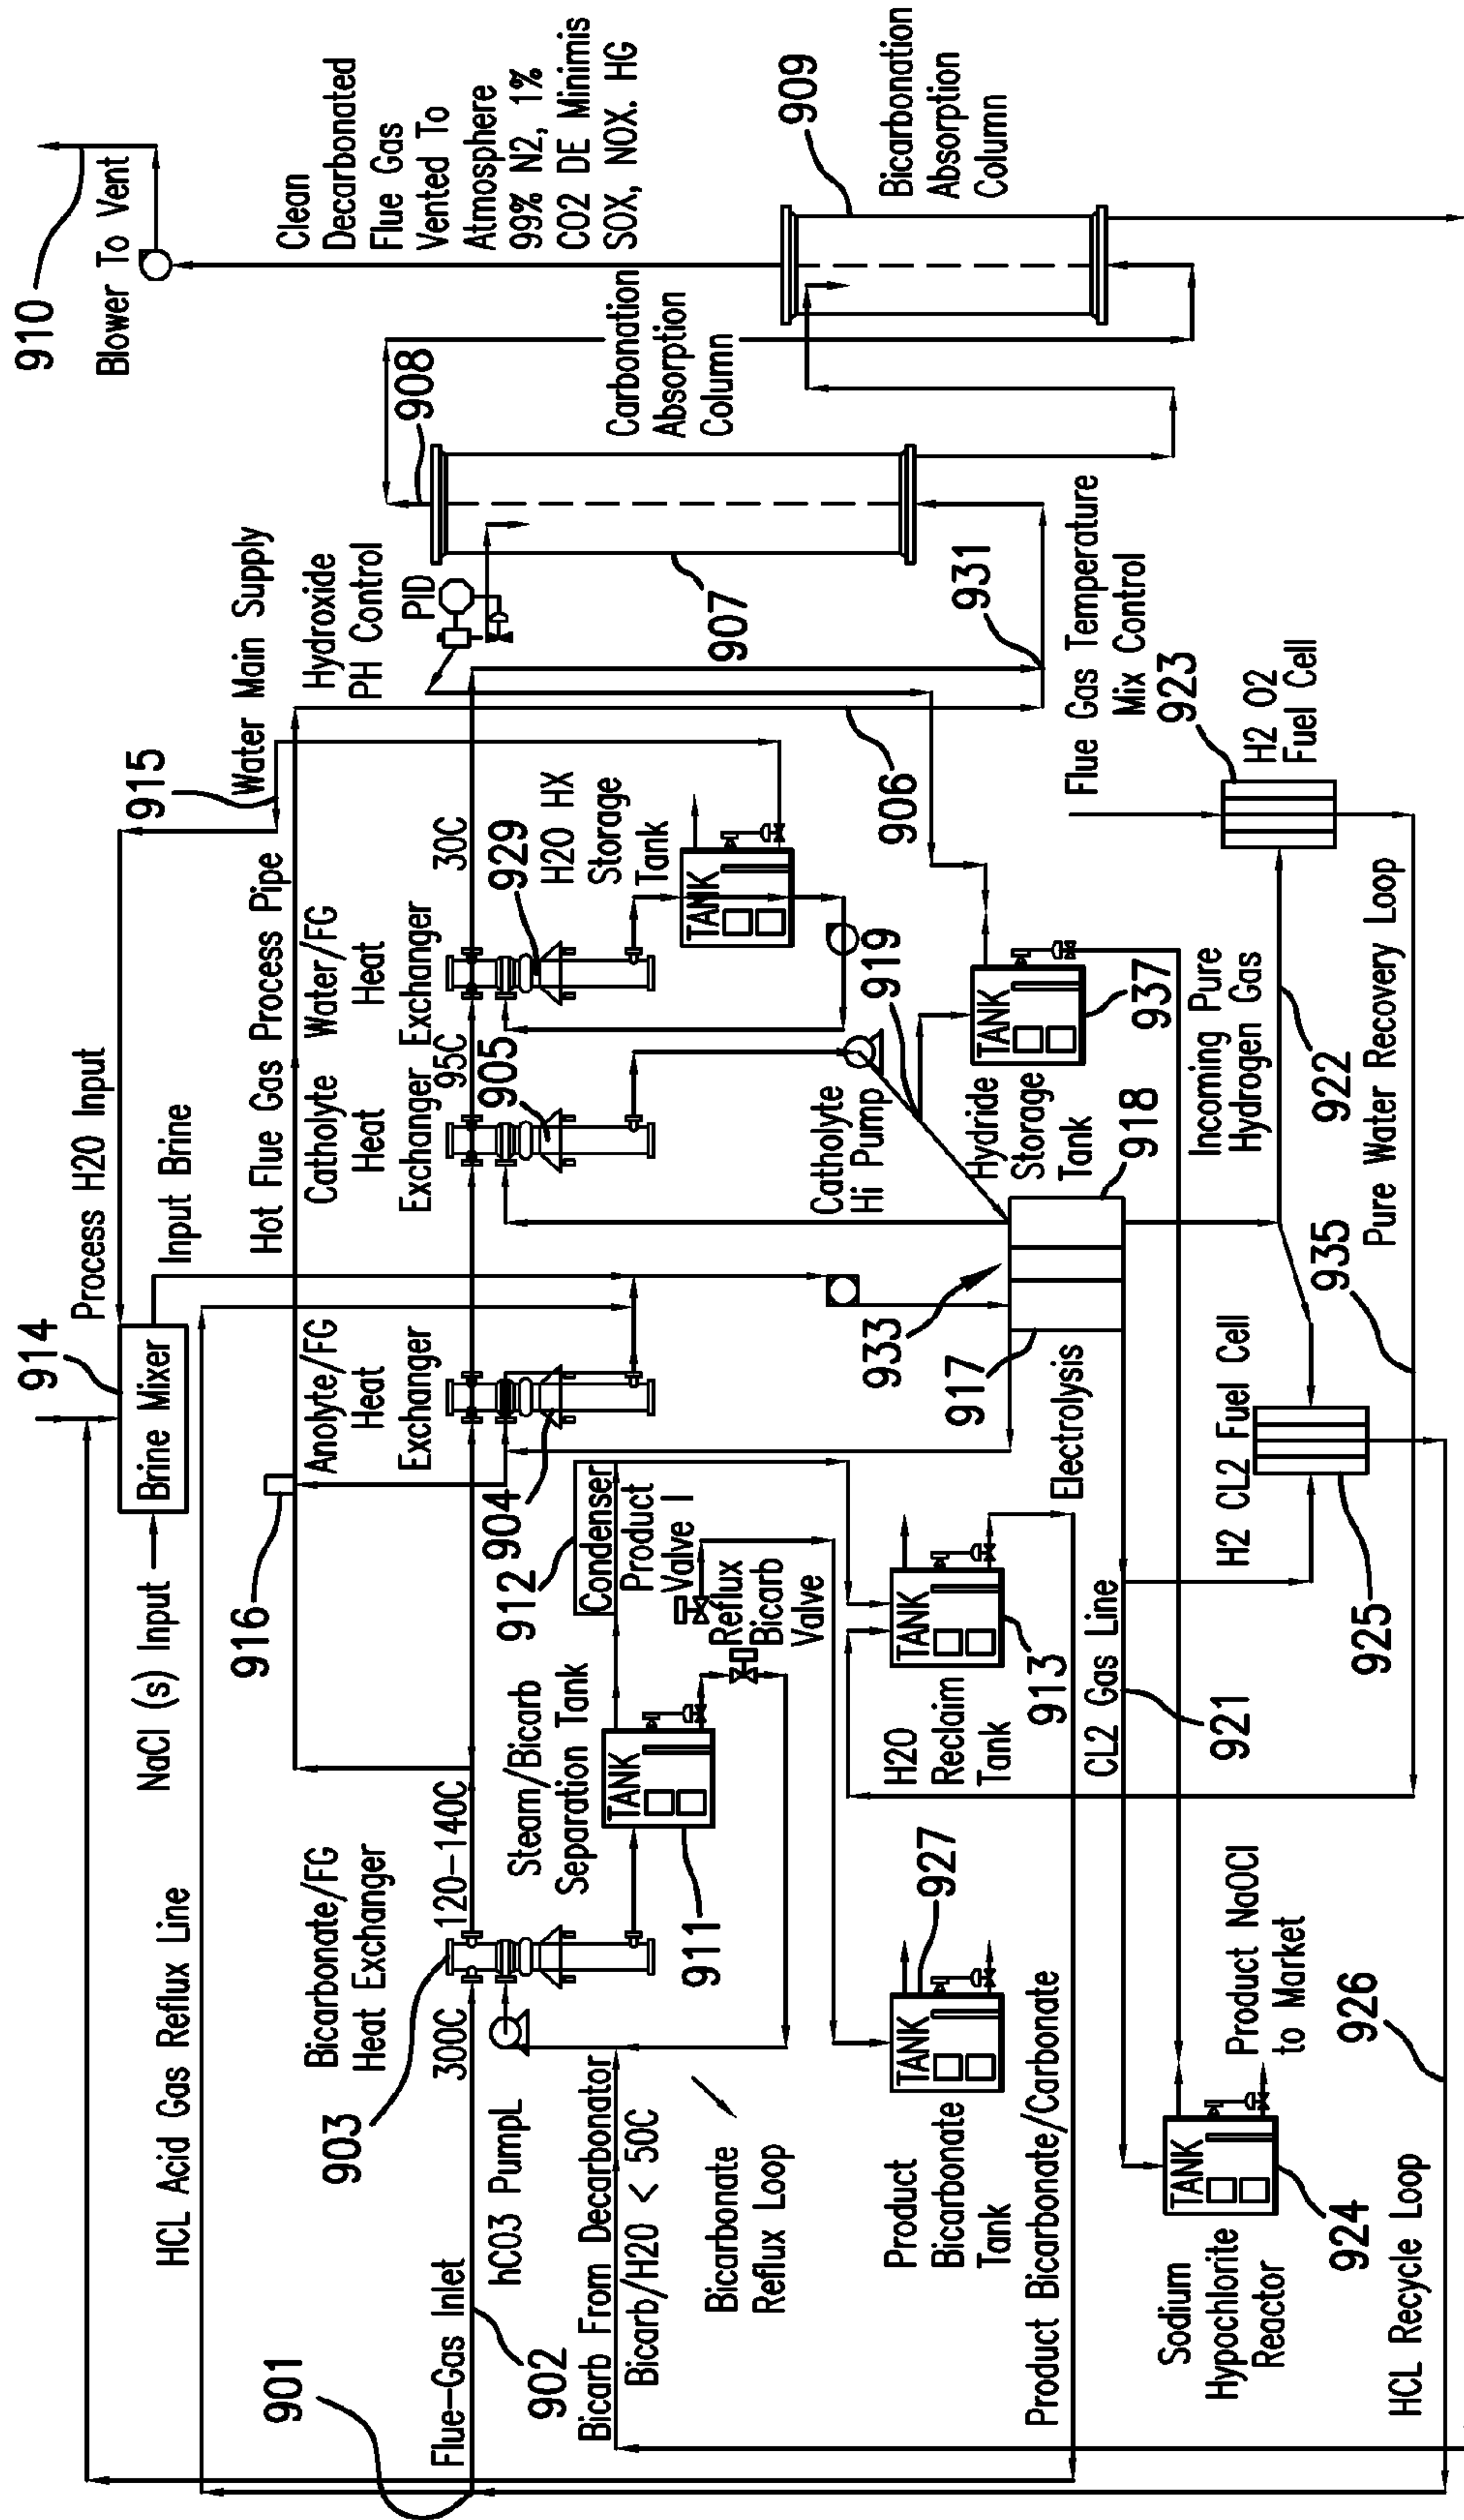 910
Blower To Vent
Clean
Decarbonated
Flue Gas
Vented To
Atmosphere
99% N2, 1%
CO2 DE Minimis
SOX, NOX. HG
909
Bicarbonation
Absorption
Column
908
Carbonation
Absorption
Column
907
931
Water Main Supply
Hydroxide
PH Control
PID
915
906
Flue Gas Temperature
Mix Control
923
H2 O2
Fuel Cell
Process H2O Input
Input Brine
914
Brine Mixer
NaCl (s) Input
916
Hot Flue Gas Process Pipe
Water/FG
Heat
Exchanger
30C
929
H2O HX
Storage
Tank
TANK
Catholyte
Heat
Exchanger
95C
905
919
Catholyte
Hi Pump
Hydride
Storage
Tank
TANK
937
918
Incoming Pure
Hydrogen Gas
922
Pure Water Recovery Loop
935
Anolyte/FG
Heat
Exchanger
904
933
917
Electrolysis
H2 CL2 Fuel Cell
925
912
Condenser
Product
Valve I
Reflux
Bicarb
Valve
Steam/Bicarb
Separation Tank
TANK
911
H2O
Reclaim
Tank
TANK
913
CL2 Gas Line
921
HCL Acid Gas Reflux Line
Bicarbonate/FG
Heat Exchanger
903
300C
120-140C
hCO3 PumpL
Flue-Gas Inlet
901
902
Bicarb From Decarbonator
Bicarb/H2O < 50C
Bicarbonate
Reflux Loop
Product
Bicarbonate
Tank
TANK
927
Product Bicarbonate/Carbonate
Sodium
Hypochlorite
Reactor
TANK
924
Product NaOCl
to Market
926
HCL Recycle Loop